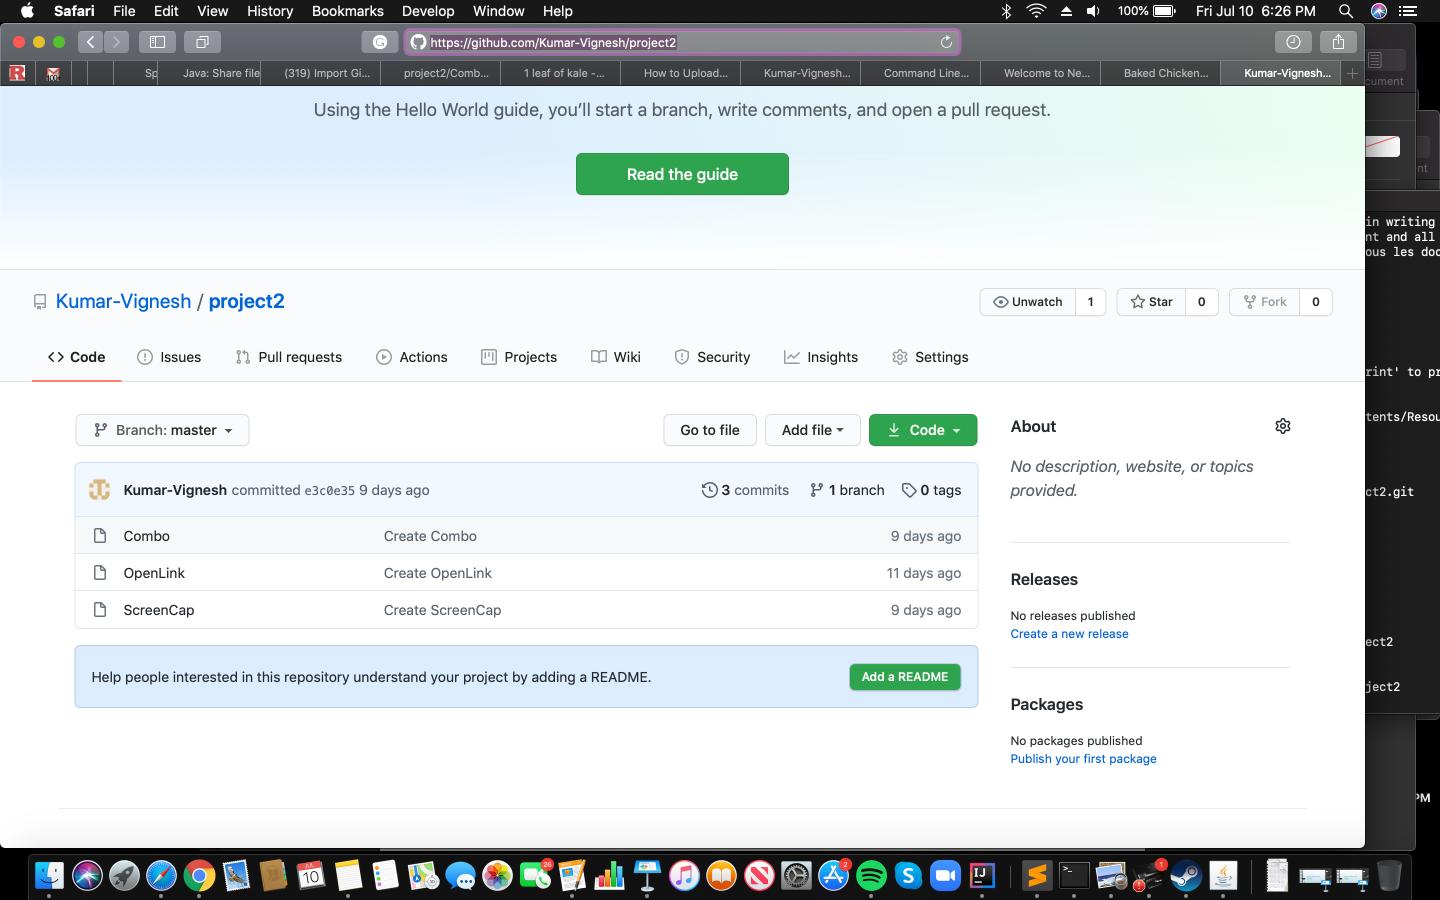 Safari File Edit View History Bookmarks Develop Window Help 100% Fri Jul 10 6:26 PM
https://github.com/Kumar-Vignesh/project2
Sp Java: Share file (319) Import Gi... project2/Comb... 1 leaf of kale -... How to Upload... Kumar-Vignesh... Command Line... Welcome to Ne... Baked Chicken... Kumar-Vignesh...
cument
Using the Hello World guide, you’ll start a branch, write comments, and open a pull request.
Read the guide
in writing
nt and all
ous les doc
Kumar-Vignesh / project2
Unwatch 1 Star 0 Fork 0
Code Issues Pull requests Actions Projects Wiki Security Insights Settings
rint' to pr
tents/Resou
Branch: master Go to file Add file Code
About
No description, website, or topics
provided.
Kumar-Vignesh committed e3c0e35 9 days ago 3 commits 1 branch 0 tags
ct2.git
Combo Create Combo 9 days ago
OpenLink Create OpenLink 11 days ago
ScreenCap Create ScreenCap 9 days ago
Releases
No releases published
Create a new release
ect2
Help people interested in this repository understand your project by adding a README. Add a README
ject2
Packages
No packages published
Publish your first package
PM
JUL
10
26
2
1